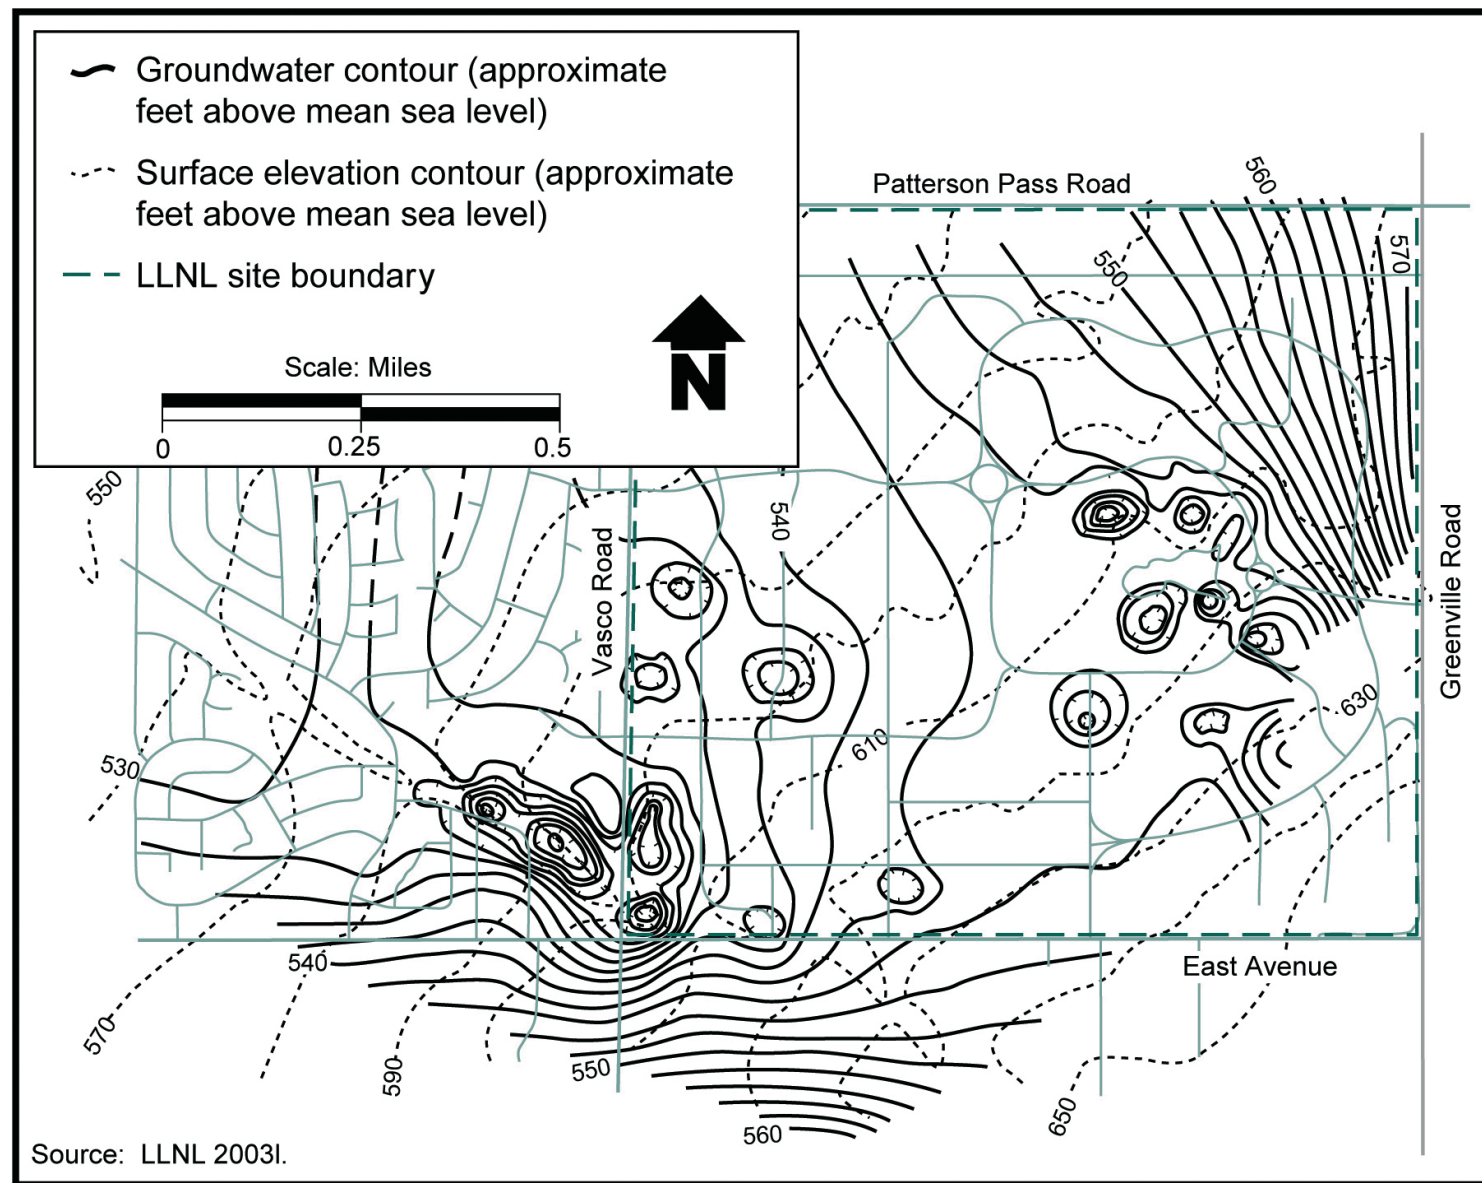 Groundwater contour (approximate
feet above mean sea level)
Surface elevation contour (approximate
feet above mean sea level)
LLNL site boundary
Scale: Miles
0 0.25 0.5
N
Patterson Pass Road
560
570
550
550
540
Vasco Road
Greenville Road
630
610
530
540
East Avenue
570
590
550
650
560
Source: LLNL 2003l.